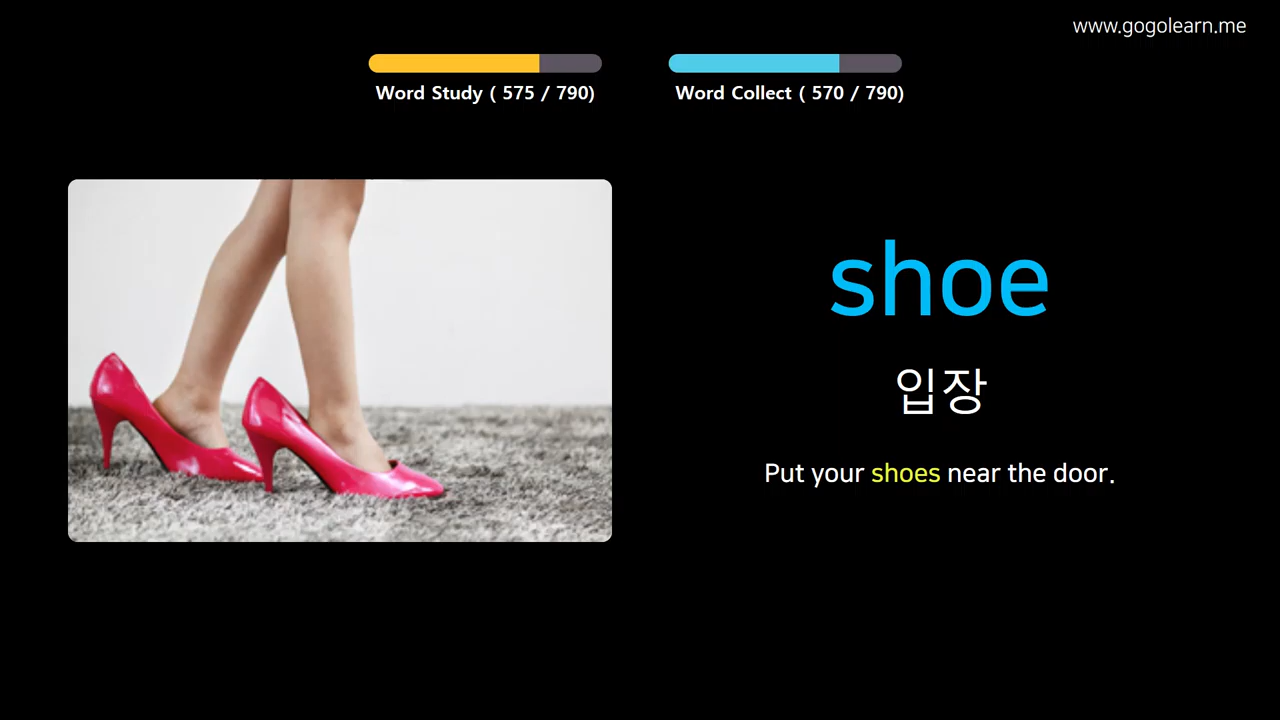 www.gogolearn.me
Word Study ( 575 / 790)
Word Collect ( 570 / 790)
shoe
입장
Put your shoes near the door.